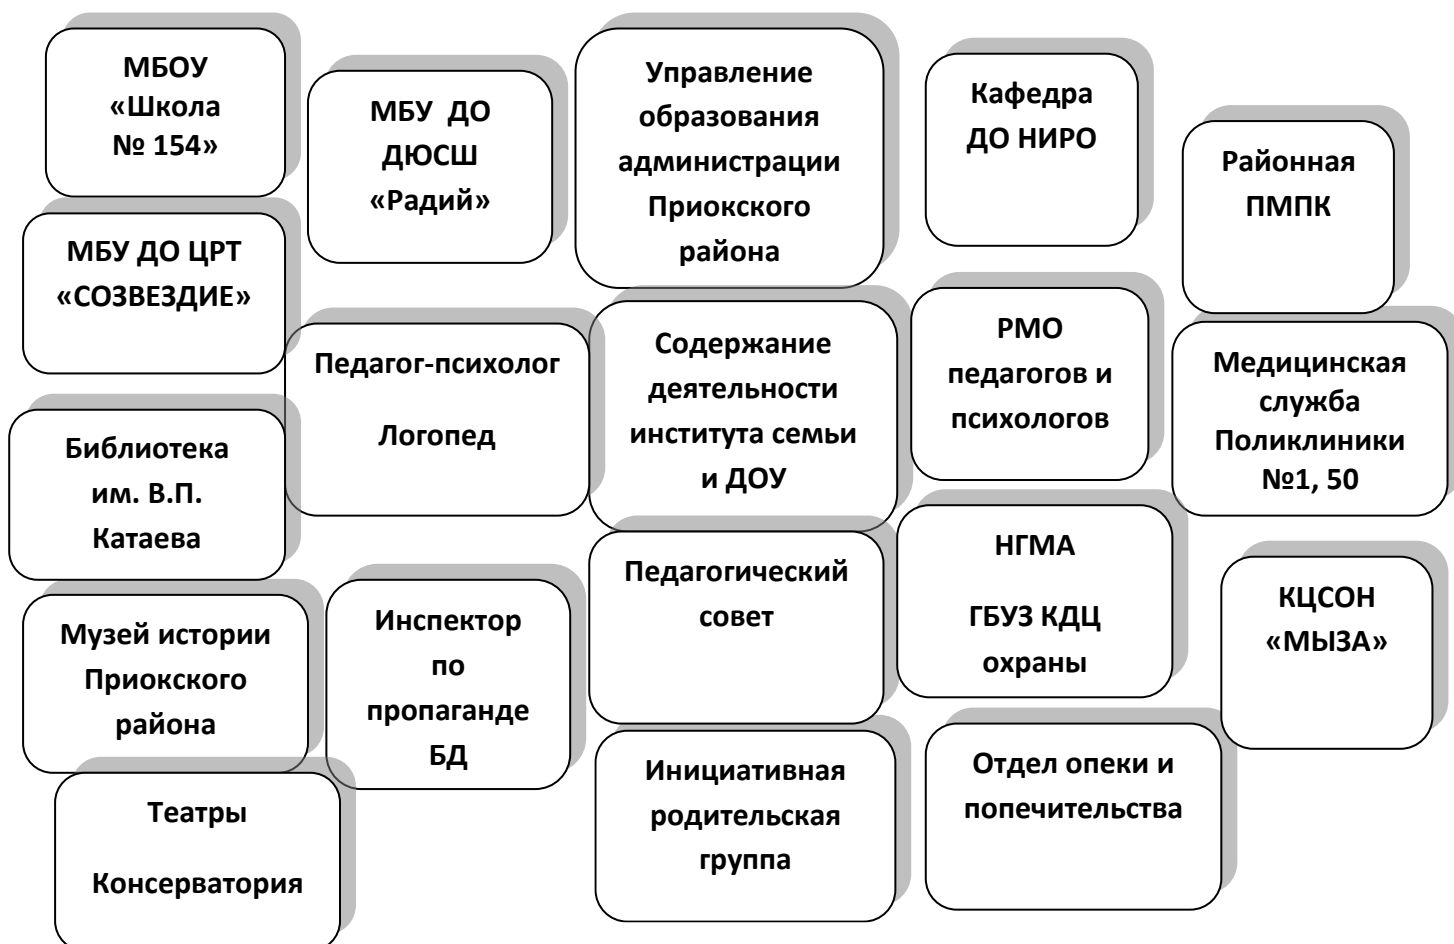 МБОУ
«Школа
№ 154»
МБУ ДО
ДЮСШ
«Радий»
Управление
образования
администрации
Приокского
района
Кафедра
ДО НИРО
Районная
ПМПК
МБУ ДО ЦРТ
«СОЗВЕЗДИЕ»
Педагог-психолог
Логопед
Содержание
деятельности
института семьи
и ДОУ
РМО
педагогов и
психологов
Медицинская
служба
Поликлиники
№1, 50
Библиотека
им. В.П.
Катаева
Педагогический
совет
НГМА
ГБУЗ КДЦ
охраны
КЦСОН
«МЫЗА»
Музей истории
Приокского
района
Инспектор
по
пропаганде
БД
Инициативная
родительская
группа
Отдел опеки и
попечительства
Театры
Консерватория